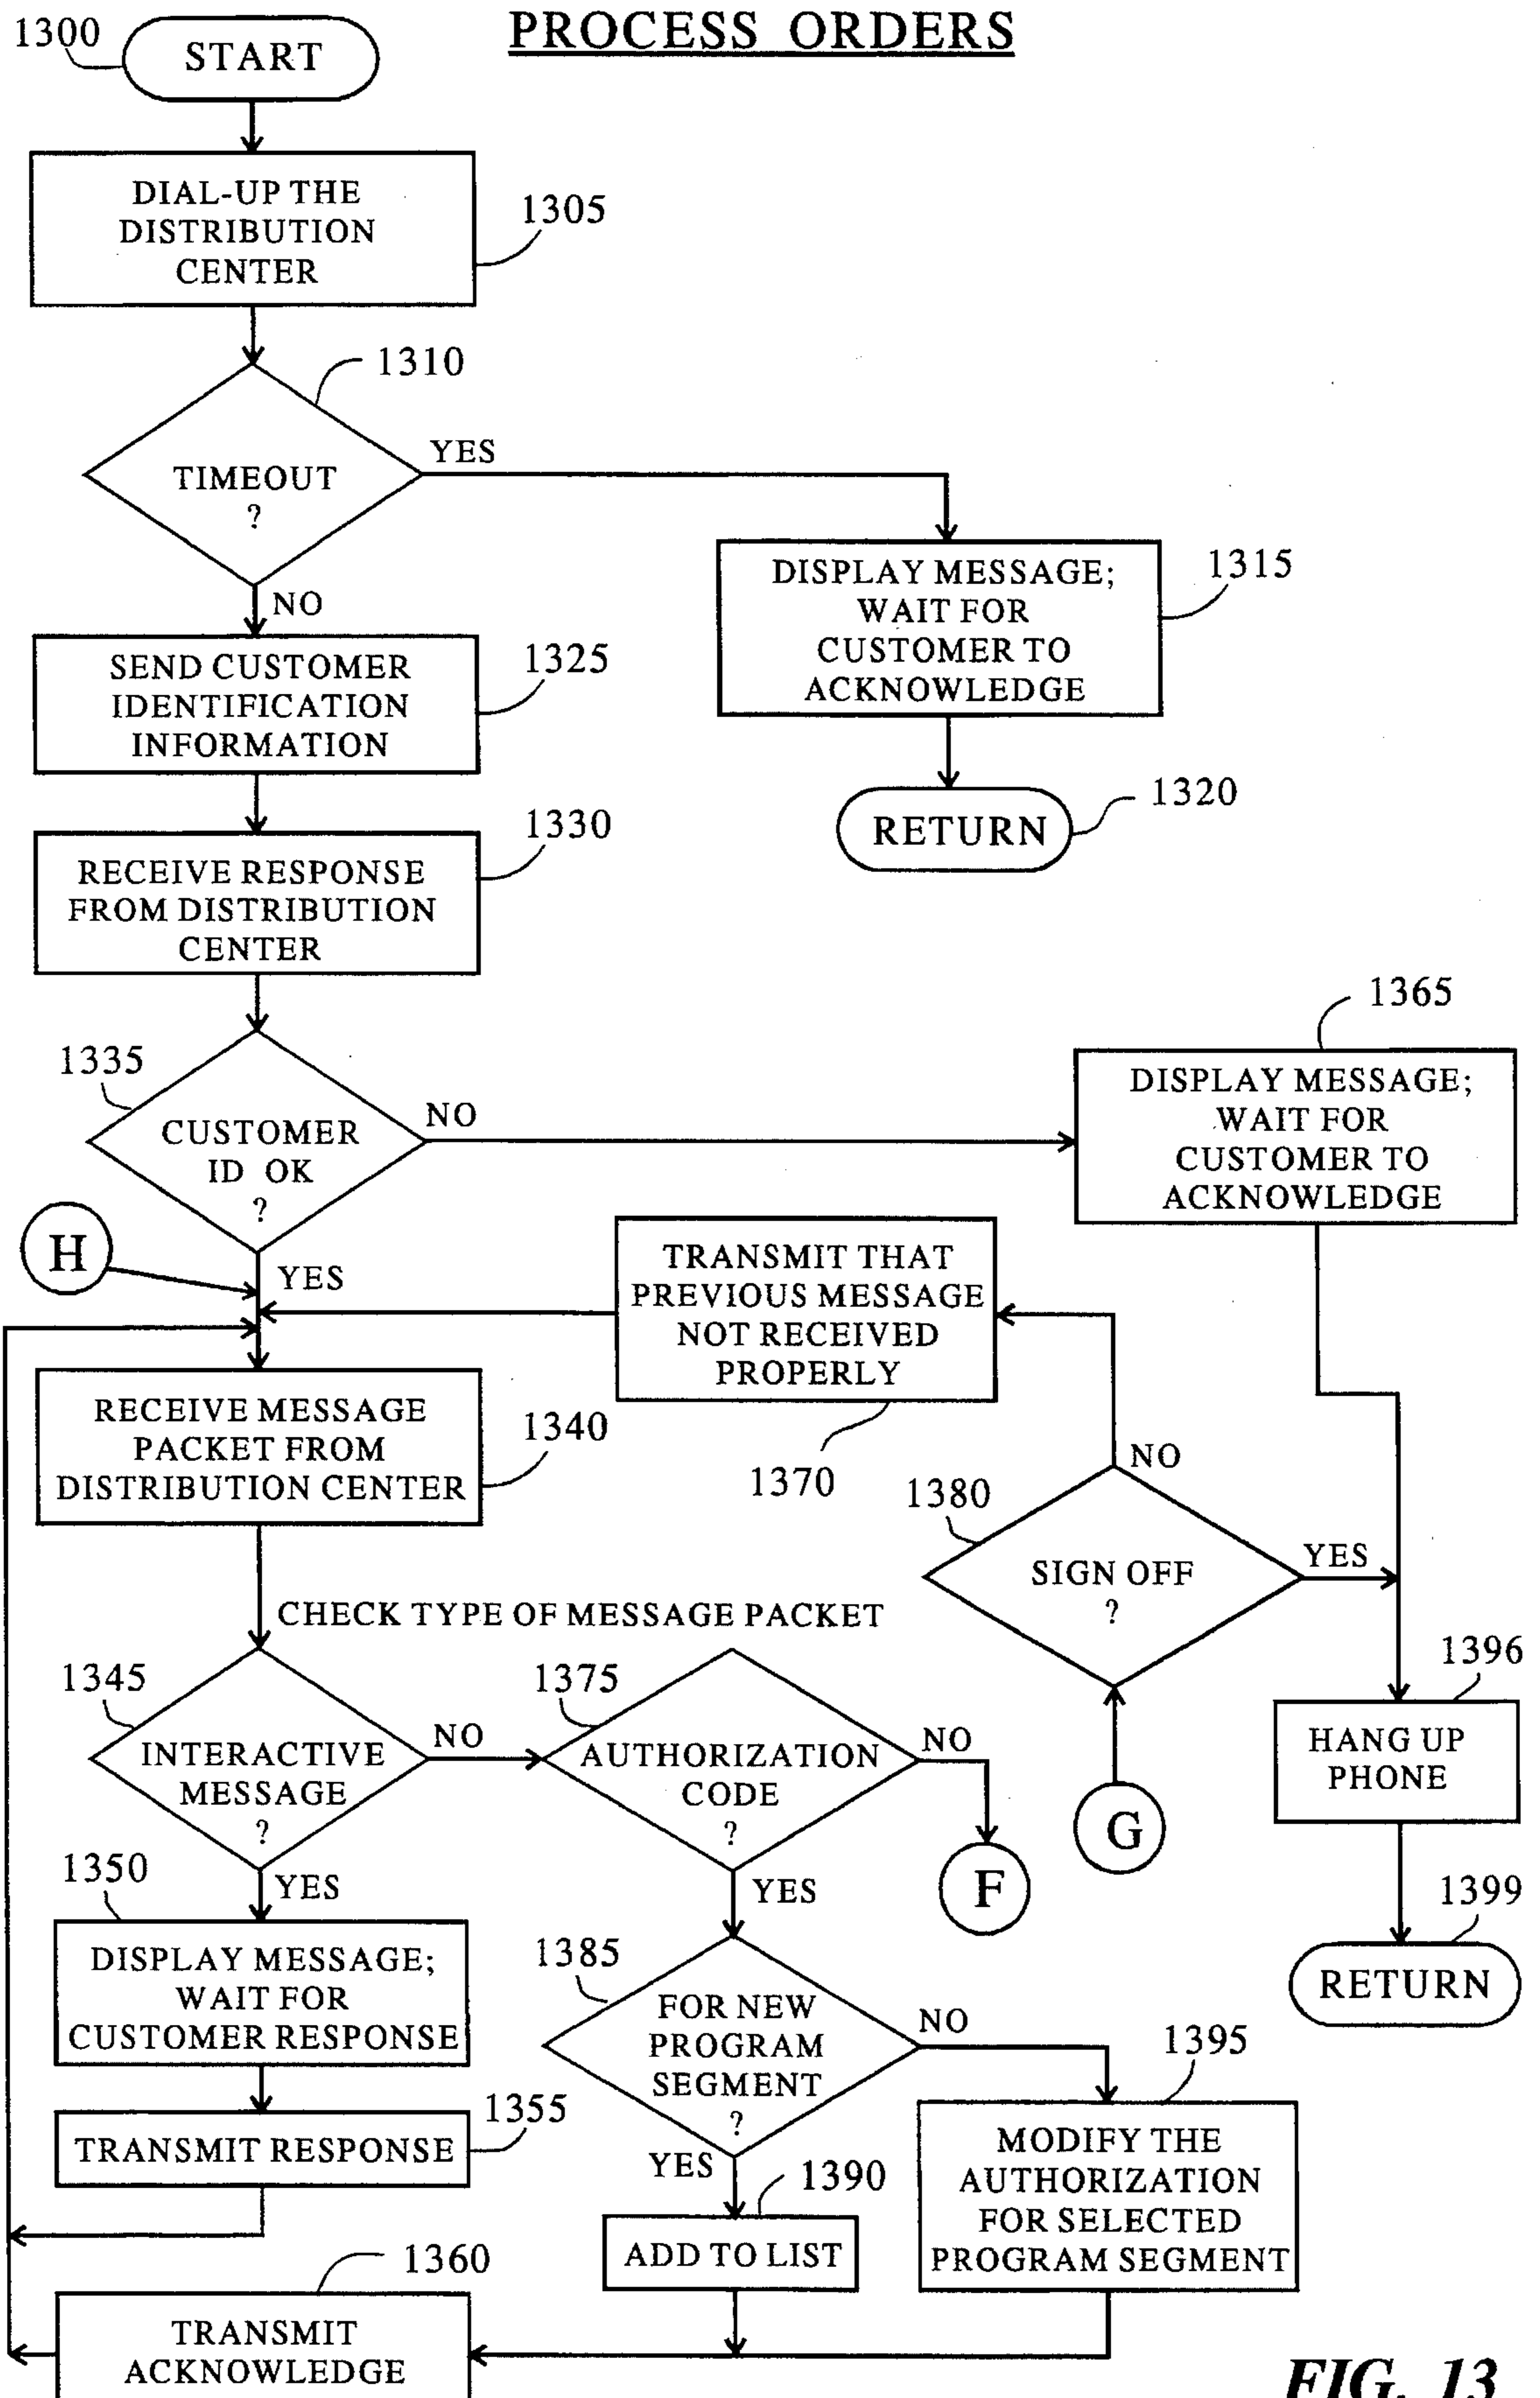 PROCESS ORDERS
1300
START
DIAL-UP THE
DISTRIBUTION
CENTER
1305
1310
TIMEOUT
?
YES
NO
DISPLAY MESSAGE;
WAIT FOR
CUSTOMER TO
ACKNOWLEDGE
1315
RETURN
1320
SEND CUSTOMER
IDENTIFICATION
INFORMATION
1325
RECEIVE RESPONSE
FROM DISTRIBUTION
CENTER
1330
1335
CUSTOMER
ID OK
?
NO
YES
1365
DISPLAY MESSAGE;
WAIT FOR
CUSTOMER TO
ACKNOWLEDGE
H
TRANSMIT THAT
PREVIOUS MESSAGE
NOT RECEIVED
PROPERLY
1370
RECEIVE MESSAGE
PACKET FROM
DISTRIBUTION CENTER
1340
1380
NO
SIGN OFF
?
YES
CHECK TYPE OF MESSAGE PACKET
1345
INTERACTIVE
MESSAGE
?
NO
YES
1375
AUTHORIZATION
CODE
?
NO
YES
F
G
1396
HANG UP
PHONE
1399
RETURN
1350
DISPLAY MESSAGE;
WAIT FOR
CUSTOMER RESPONSE
1355
TRANSMIT RESPONSE
1385
FOR NEW
PROGRAM
SEGMENT
?
NO
YES
1390
ADD TO LIST
1395
MODIFY THE
AUTHORIZATION
FOR SELECTED
PROGRAM SEGMENT
1360
TRANSMIT
ACKNOWLEDGE
FIG. 13